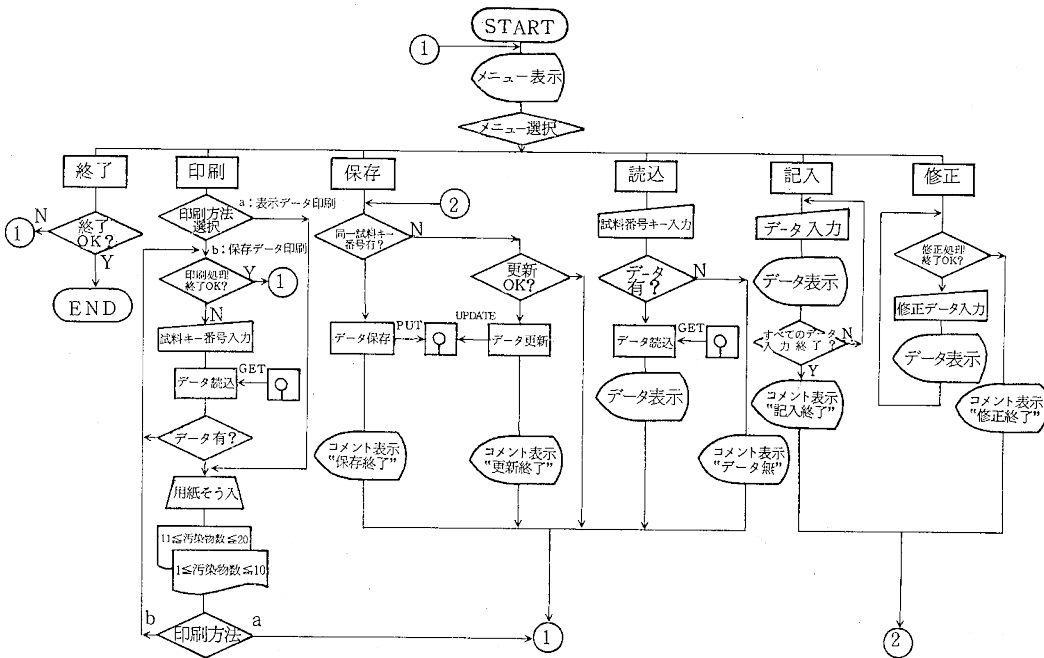 START
1
メニュー表示
メニュー選択
終了
印刷
保存
読込
記入
修正
N
1
終了
OK?
Y
END
印刷方法
選択
a：表示データ印刷
b：保存データ印刷
印刷処理
終了OK?
Y
1
N
試料キー番号入力
データ読込
GET
データ有?
用紙そう入
11≦汚染物数≦20
1≦汚染物数≦10
印刷方法
b
a
2
同一試料キー
番号有?
N
更新
OK?
データ保存
PUT
UPDATE
データ更新
コメント表示
“保存終了”
コメント表示
“更新終了”
試料番号キー入力
データ
有?
N
データ読込
GET
データ表示
コメント表示
“データ無”
1
データ入力
データ表示
すべてのデータ
入力終了?
N
Y
コメント表示
“記入終了”
修正処理
終了OK?
修正データ入力
データ表示
コメント表示
“修正終了”
2